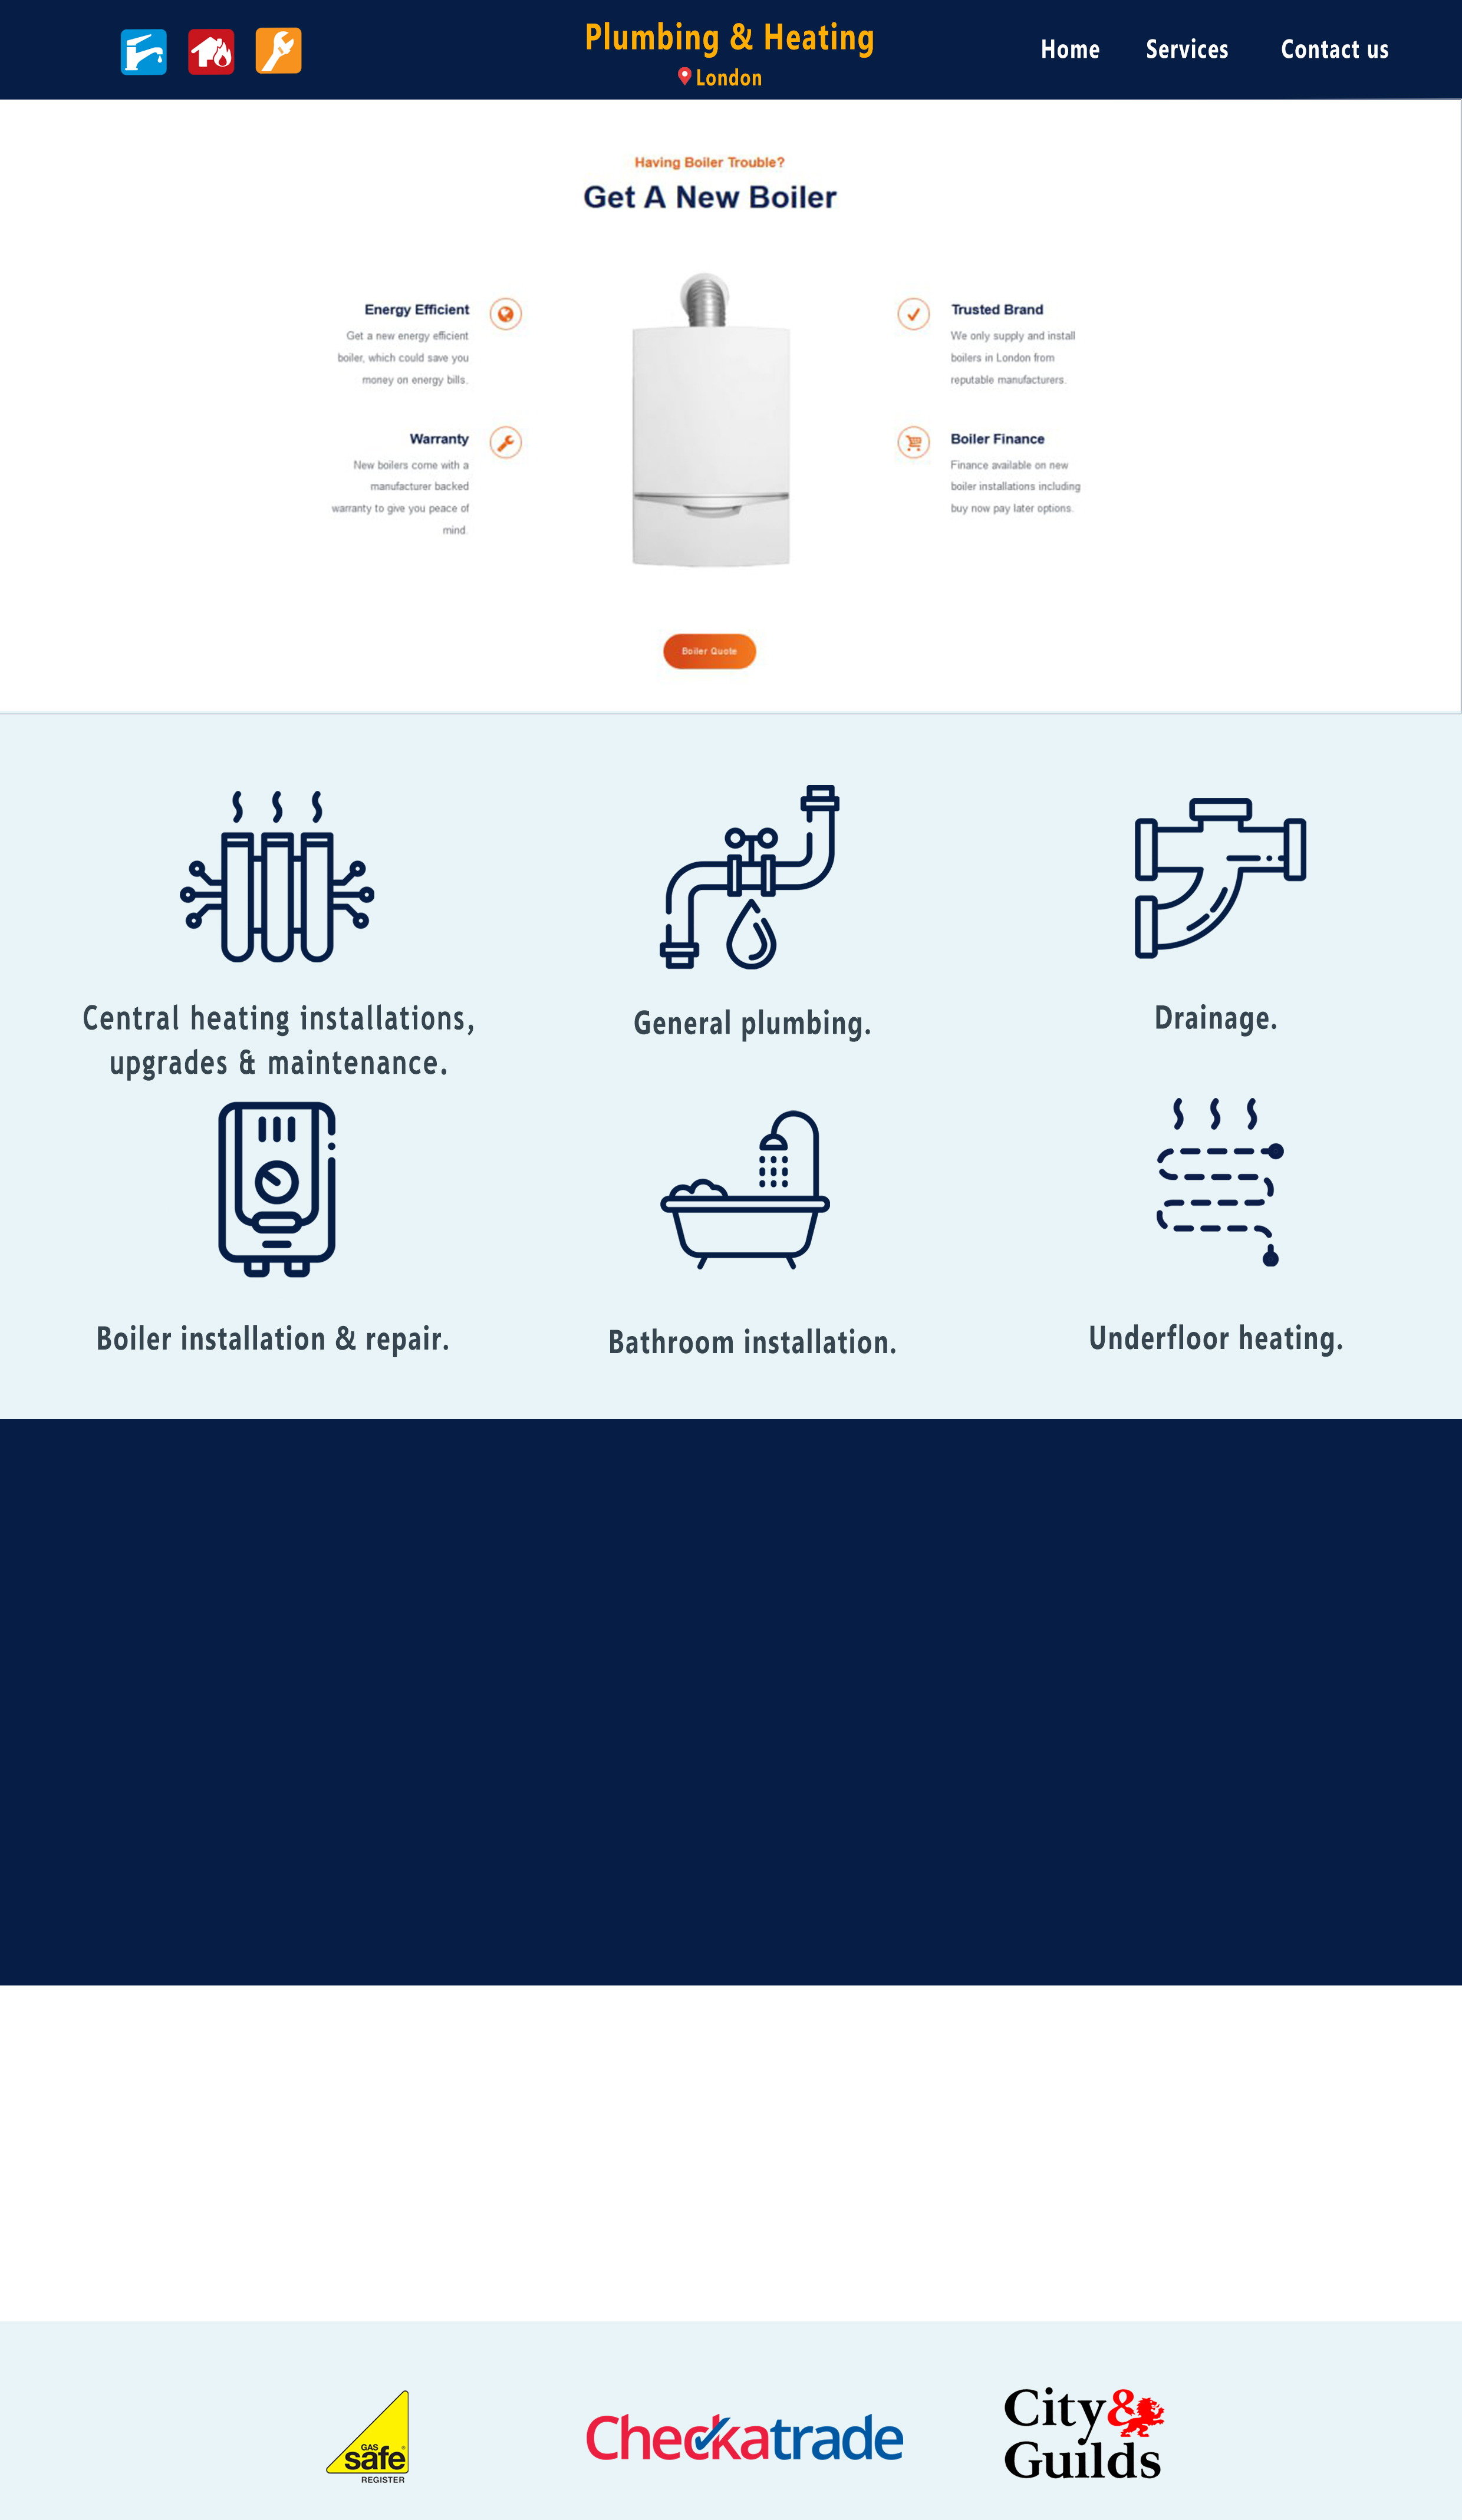 Plumbing & Heating
London
Home Services Contact us
Having Boiler Trouble?
Get A New Boiler
Energy Efficient
Get a new energy efficient
boiler, which could save you
money on energy bills.
Trusted Brand
We only supply and install
boilers in London from
reputable manufacturers.
Warranty
New boilers come with a
manufacturer backed
warranty to give you peace of
mind.
Boiler Finance
Finance available on new
boiler installations including
buy now pay later options.
Boiler Quote
Central heating installations,
upgrades & maintenance.
General plumbing.
Drainage.
Boiler installation & repair.
Bathroom installation.
Underfloor heating.
GAS
safe
REGISTER
Checkatrade
City&
Guilds